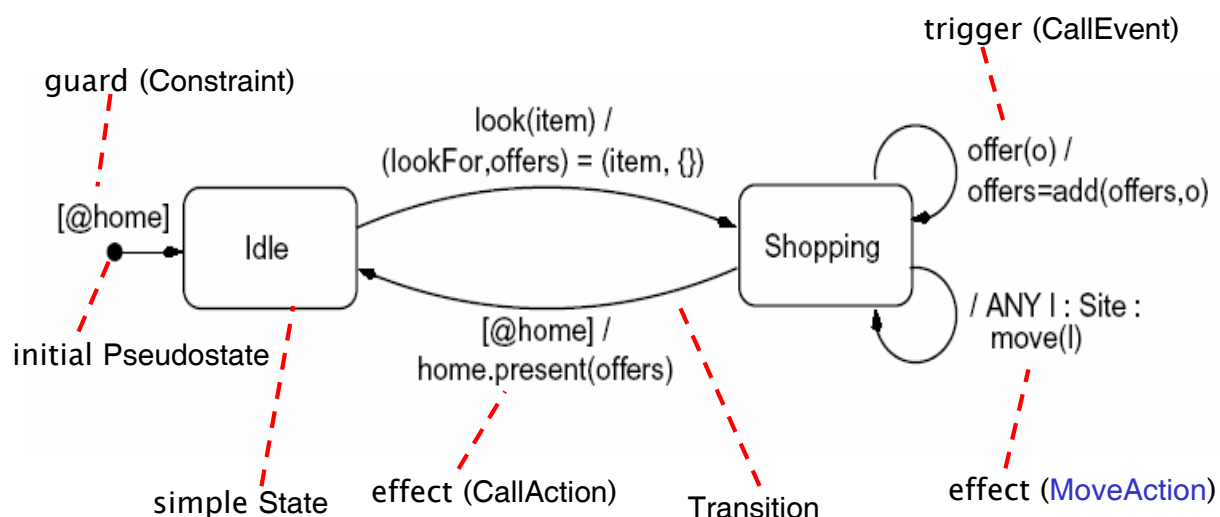 trigger (CallEvent)
guard (Constraint)
look(item) /
(lookFor,offers) = (item, {})
offer(o) /
offers=add(offers,o)
[@home]
Idle
Shopping
/ ANY l : Site :
move(l)
[@home] /
home.present(offers)
initial Pseudostate
simple State
effect (CallAction)
Transition
effect (MoveAction)